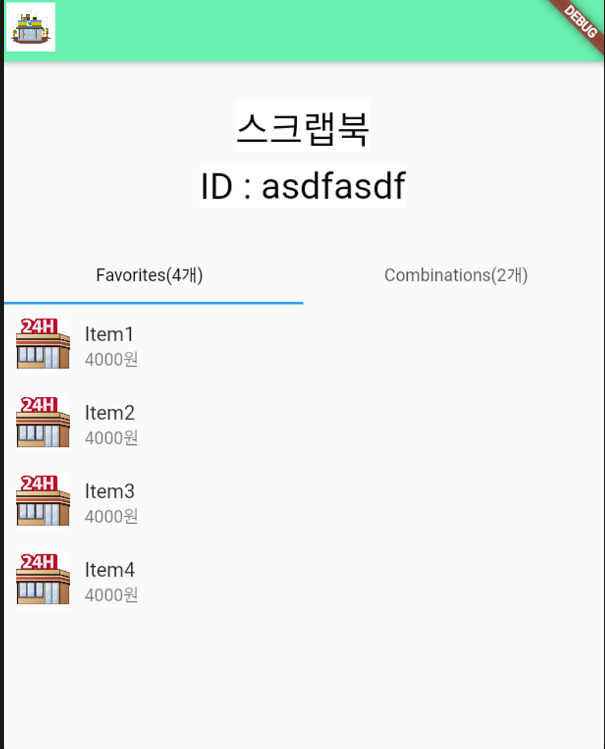 DEBUG
스크랩북
ID : asdfasdf
Favorites(4개) Combinations(2개)
24H
Item1
4000원
24H
Item2
4000원
24H
Item3
4000원
24H
Item4
4000원